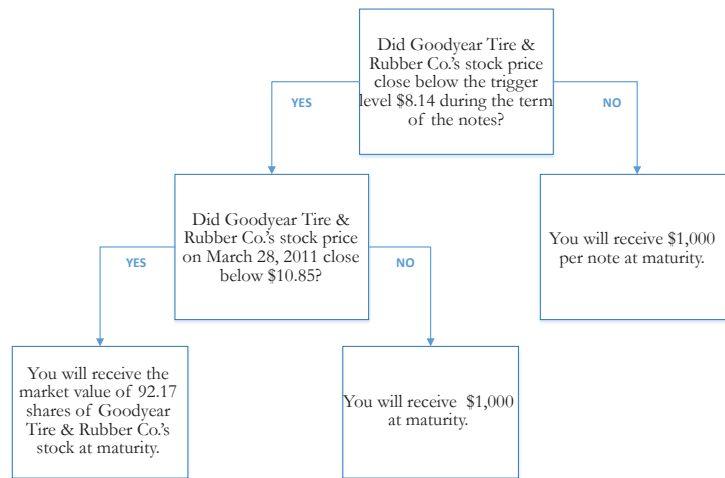 Did Goodyear Tire &
Rubber Co.'s stock price
close below the trigger
level $8.14 during the term
of the notes?
YES
NO
Did Goodyear Tire &
Rubber Co.'s stock price
on March 28, 2011 close
below $10.85?
You will receive $1,000
per note at maturity.
YES
NO
You will receive the
market value of 92.17
shares of Goodyear
Tire & Rubber Co.'s
stock at maturity.
You will receive $1,000
at maturity.